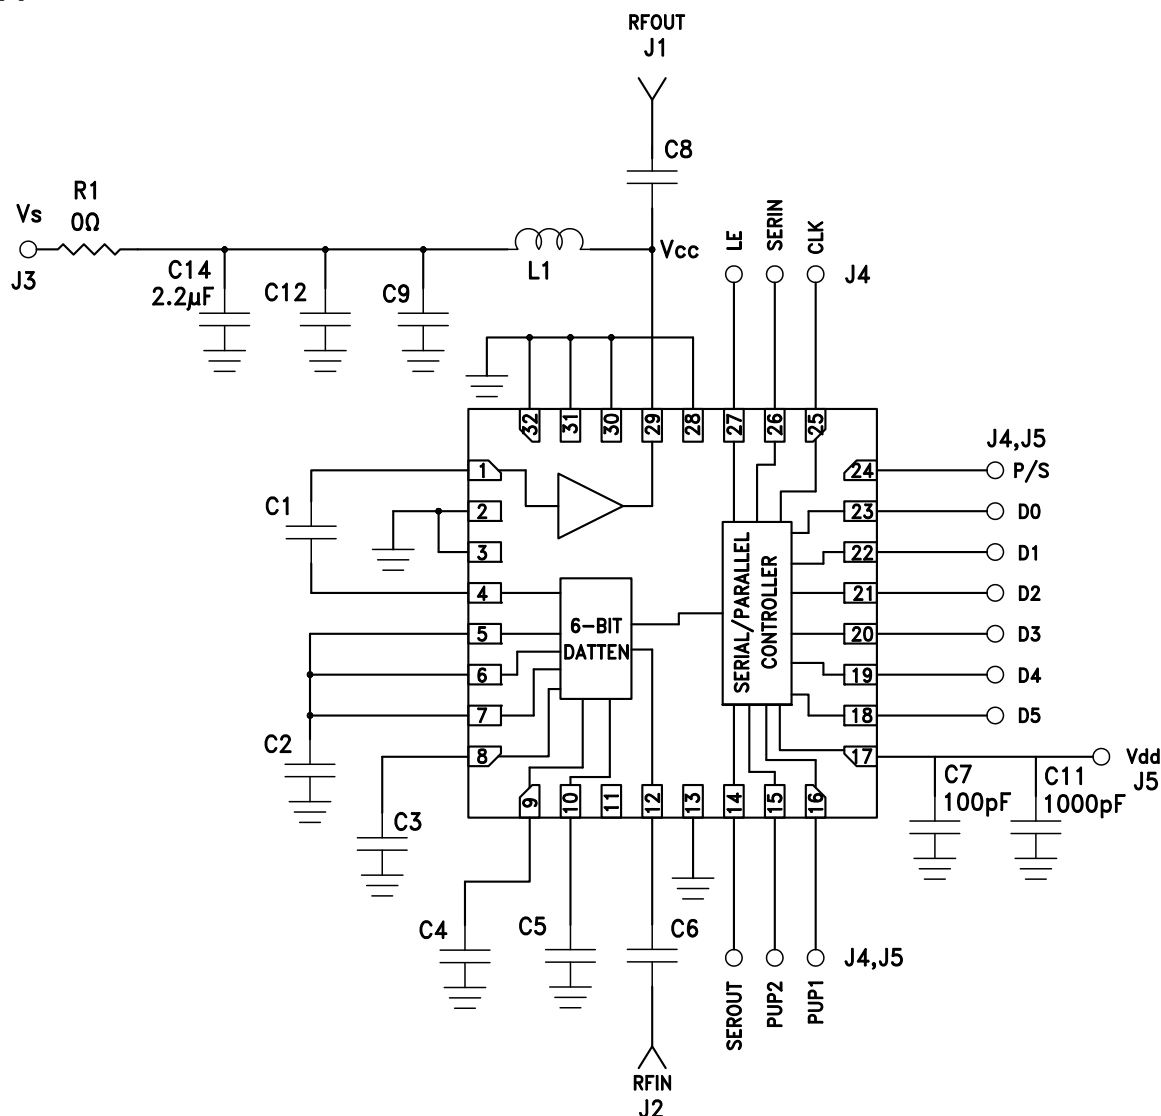 RFOUT
J1
C8
R1
0Ω
Vs
J3
C14
2.2µF
C12
C9
L1
Vcc
LE
SERIN
CLK
J4
32
31
30
29
28
27
26
25
J4,J5
1
24
P/S
C1
2
23
D0
3
22
D1
4
21
D2
6-BIT
DATTEN
SERIAL/PARALLEL
CONTROLLER
5
20
D3
6
19
D4
7
18
D5
C2
8
17
Vdd
J5
C7
100pF
C11
1000pF
9
10
11
12
13
14
15
16
C3
C4
C5
C6
J4,J5
SEROUT
PUP2
PUP1
RFIN
J2